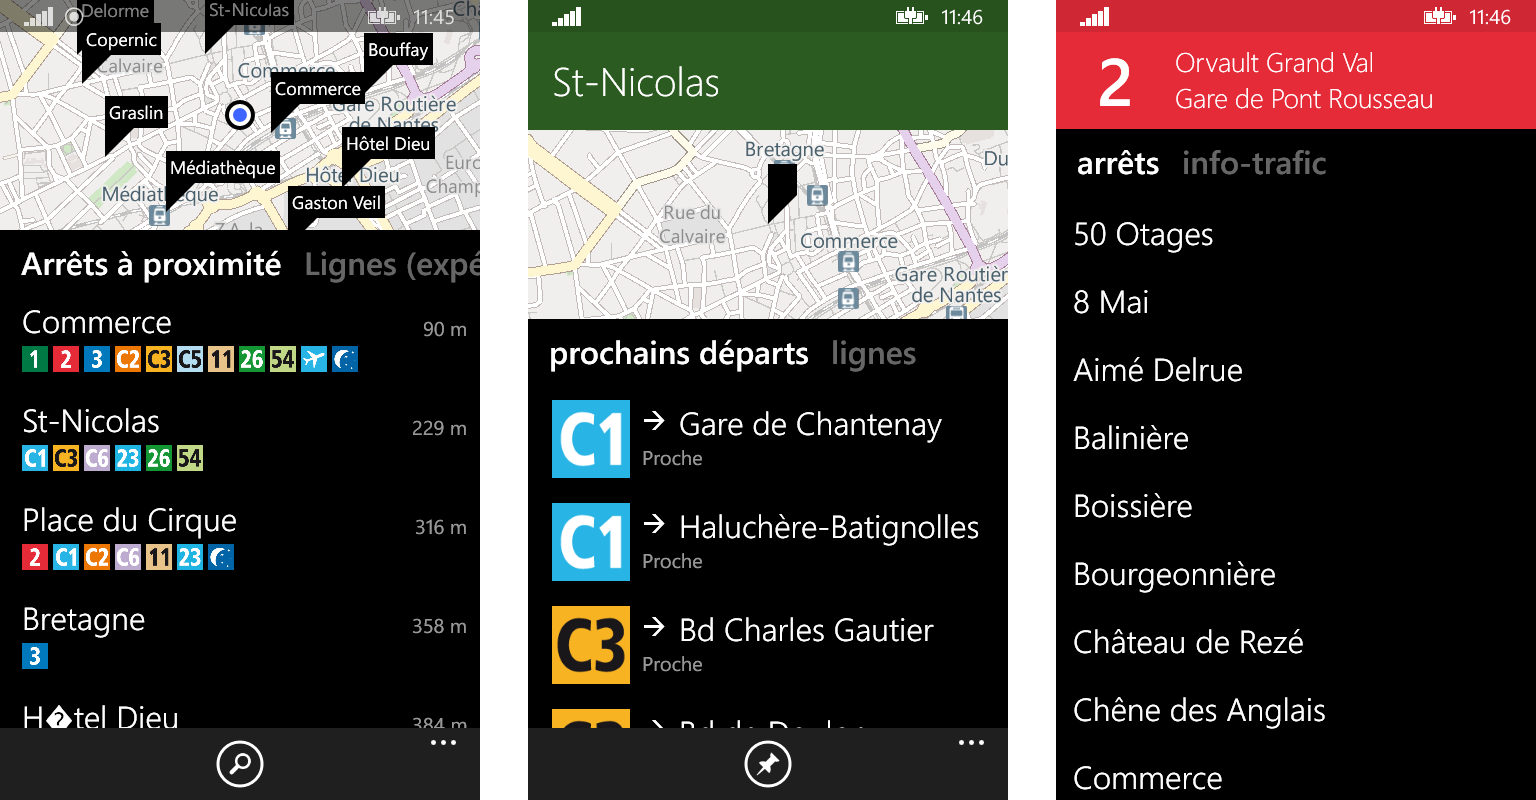 11:45
Delorme
St-Nicolas
Copernic
Bouffay
Calvaire
Commerce
Commerce
Graslin
Gare Routière
de Nantes
Hôtel Dieu
Médiathèque
Hôtel Dieu
Euro
Champ
Médiathèque
Gaston Veil
Arrêts à proximité Lignes (expé
Commerce 90 m
1 2 3 C2 C3 C5 11 26 54
St-Nicolas 229 m
C1 C3 C6 23 26 54
Place du Cirque 316 m
2 C1 C2 C6 11 23
Bretagne 358 m
3
H�tel Dieu 384 m
11:46
St-Nicolas
Bretagne
Du
Rue du
Calvaire
Commerce
Gare Routièr
de Nantes
prochains départs lignes
C1 → Gare de Chantenay
Proche
C1 → Haluchère-Batignolles
Proche
C3 → Bd Charles Gautier
Proche
C3 → Bd de Doulon
11:46
2
Orvault Grand Val
Gare de Pont Rousseau
arrêts info-trafic
50 Otages
8 Mai
Aimé Delrue
Balinière
Boissière
Bourgeonnière
Château de Rezé
Chêne des Anglais
Commerce